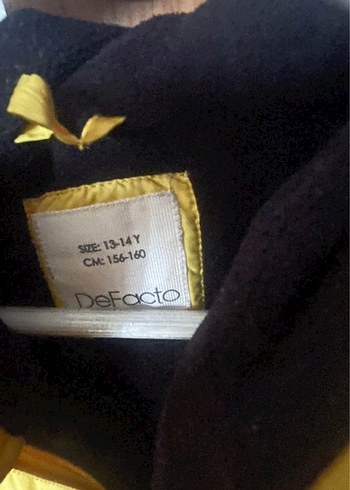 SIZE: 13-14 Y
CM: 156-160
DeFacto